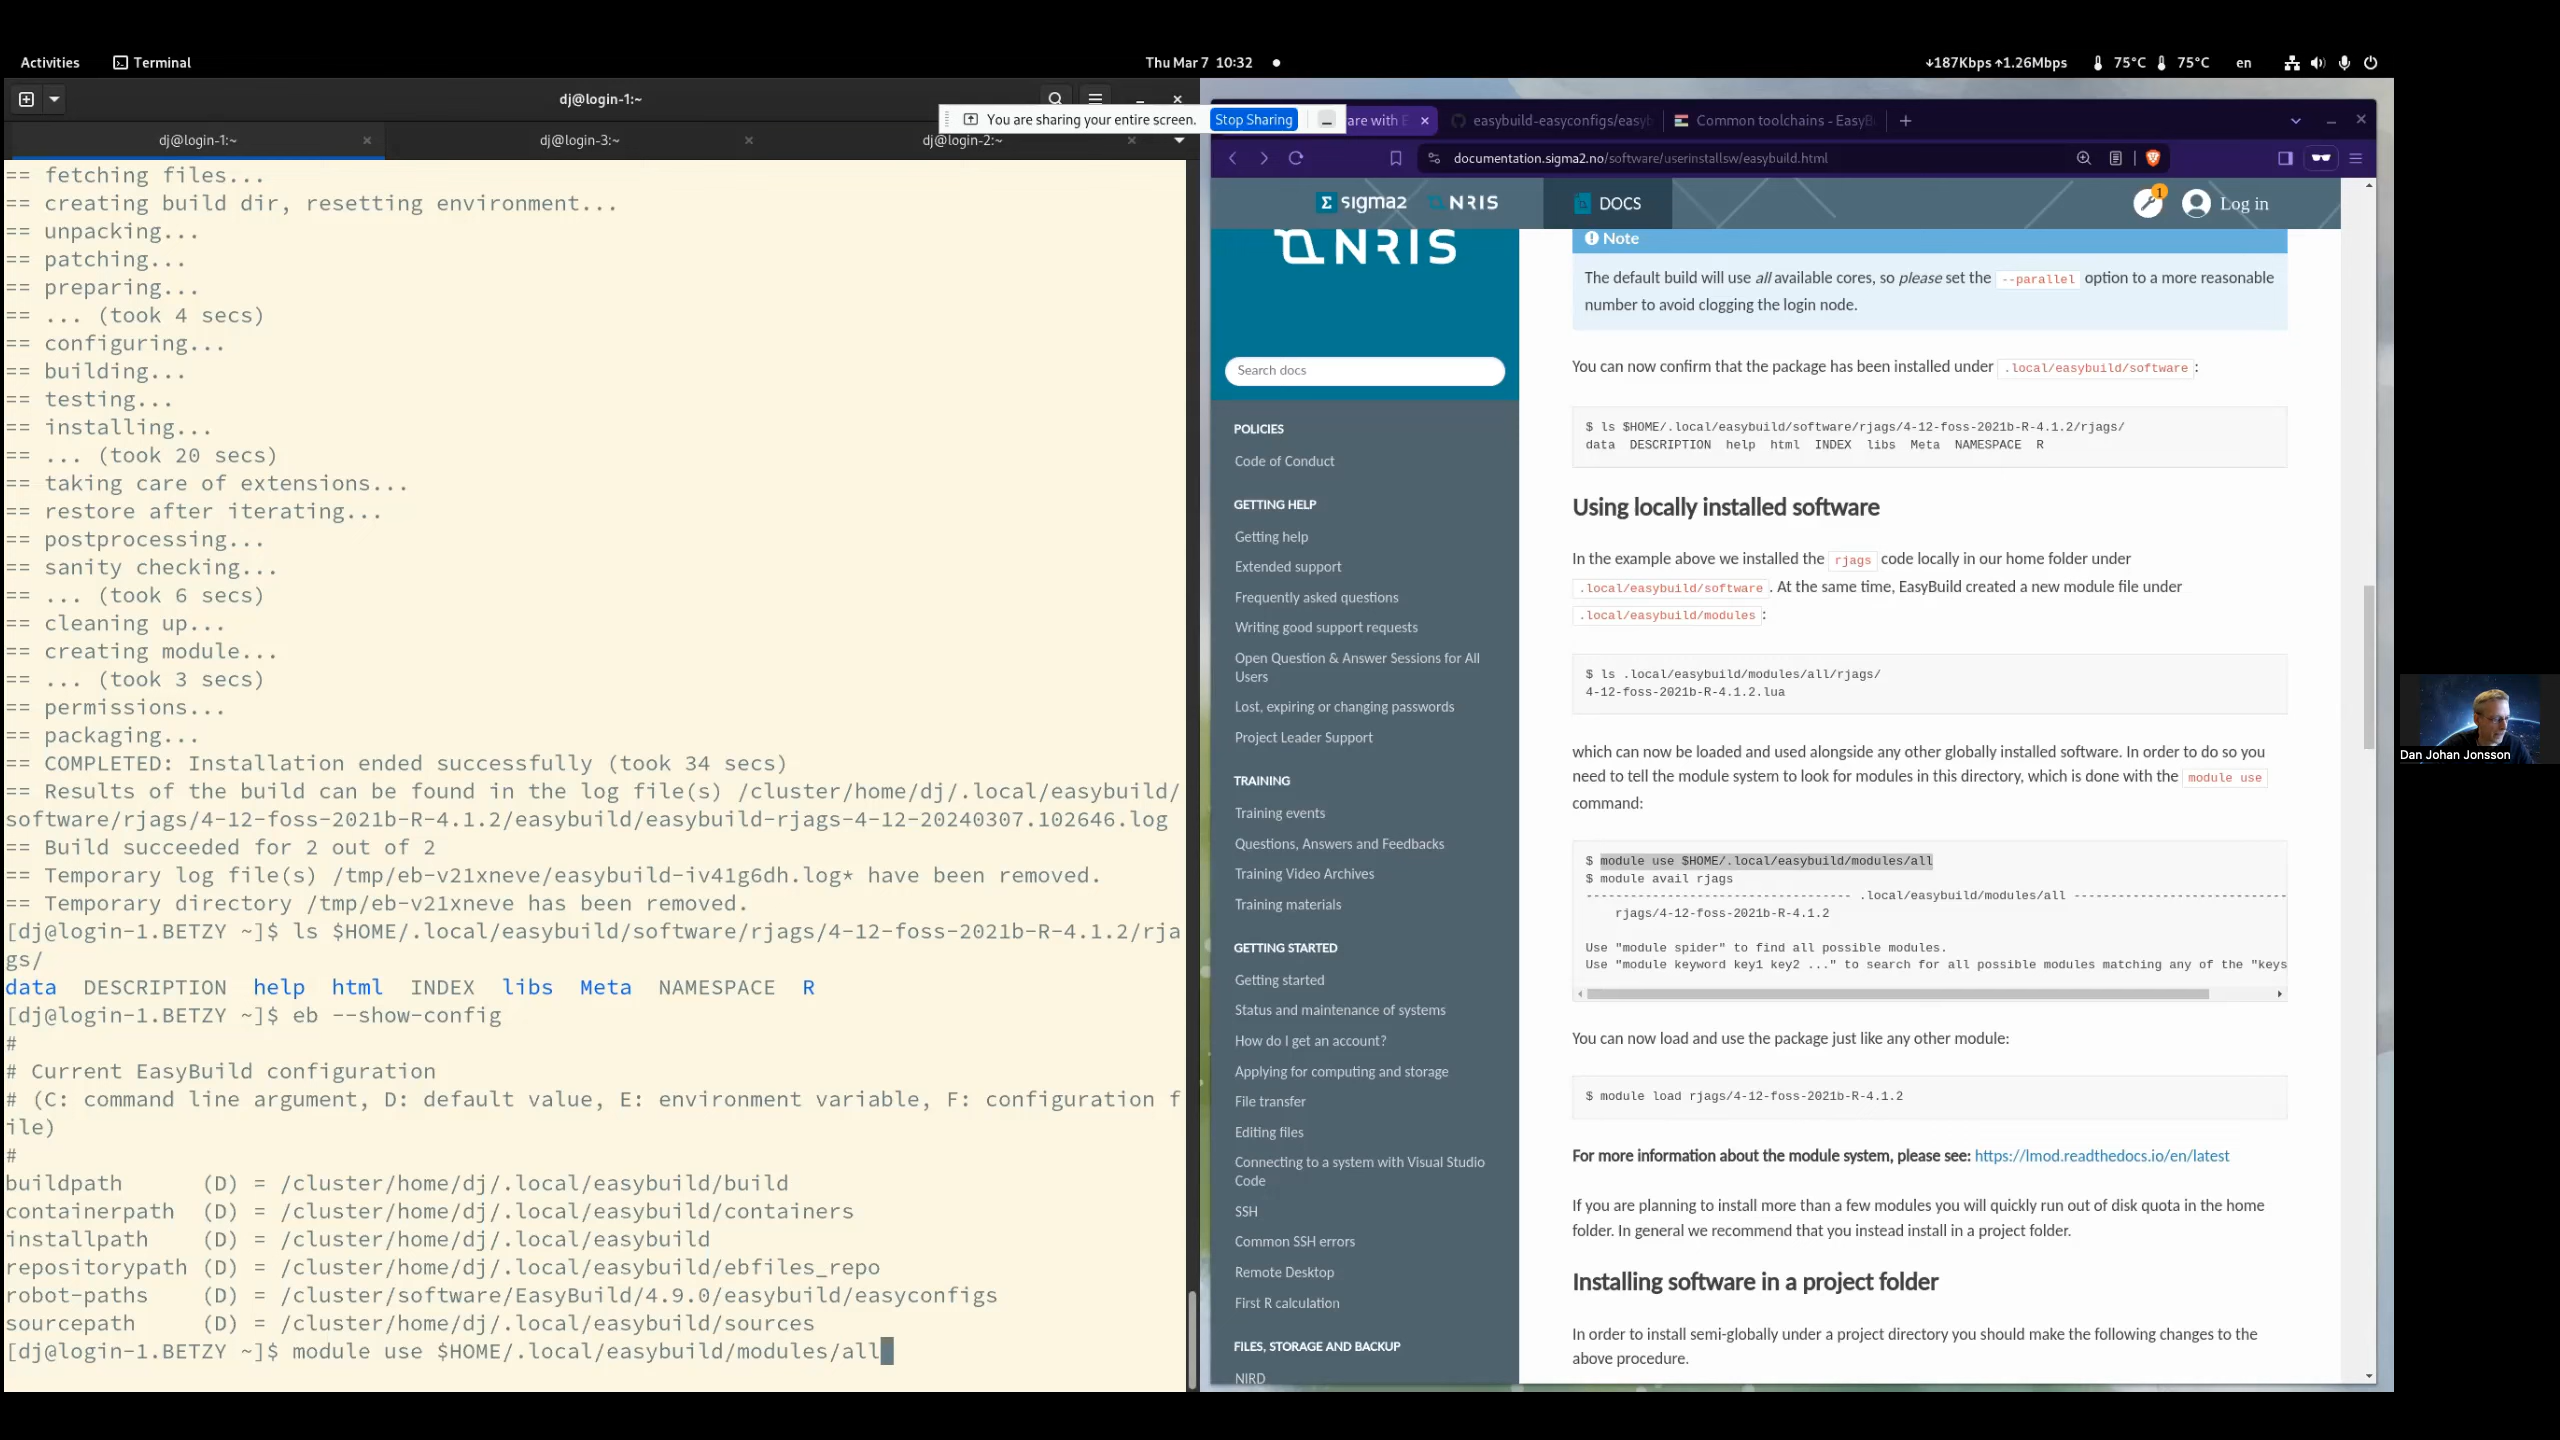 Activities
Terminal
Thu Mar 7 10:32
↓187Kbps ↑1.26Mbps
75°C
75°C
en
dj@login-1:~
You are sharing your entire screen.
Stop Sharing
dj@login-1:~
dj@login-3:~
dj@login-2:~
== fetching files...
== creating build dir, resetting environment...
== unpacking...
== patching...
== preparing...
== ... (took 4 secs)
== configuring...
== building...
== testing...
== installing...
== ... (took 20 secs)
== taking care of extensions...
== restore after iterating...
== postprocessing...
== sanity checking...
== ... (took 6 secs)
== cleaning up...
== creating module...
== ... (took 3 secs)
== permissions...
== packaging...
== COMPLETED: Installation ended successfully (took 34 secs)
== Results of the build can be found in the log file(s) /cluster/home/dj/.local/easybuild/
software/rjags/4-12-foss-2021b-R-4.1.2/easybuild/easybuild-rjags-4-12-20240307.102646.log
== Build succeeded for 2 out of 2
== Temporary log file(s) /tmp/eb-v21xneve/easybuild-iv41g6dh.log* have been removed.
== Temporary directory /tmp/eb-v21xneve has been removed.
[dj@login-1.BETZY ~]$ ls $HOME/.local/easybuild/software/rjags/4-12-foss-2021b-R-4.1.2/rja
gs/
data DESCRIPTION help html INDEX libs Meta NAMESPACE R
[dj@login-1.BETZY ~]$ eb --show-config
#
# Current EasyBuild configuration
# (C: command line argument, D: default value, E: environment variable, F: configuration f
ile)
#
buildpath (D) = /cluster/home/dj/.local/easybuild/build
containerpath (D) = /cluster/home/dj/.local/easybuild/containers
installpath (D) = /cluster/home/dj/.local/easybuild
repositorypath (D) = /cluster/home/dj/.local/easybuild/ebfiles_repo
robot-paths (D) = /cluster/software/EasyBuild/4.9.0/easybuild/easyconfigs
sourcepath (D) = /cluster/home/dj/.local/easybuild/sources
[dj@login-1.BETZY ~]$ module use $HOME/.local/easybuild/modules/all
are with E
easybuild-easyconfigs/easyb
Common toolchains - EasyB
documentation.sigma2.no/software/userinstallsw/easybuild.html
Σ sigma2
NRIS
DOCS
1
Log in
NRIS
Search docs
POLICIES
Code of Conduct
GETTING HELP
Getting help
Extended support
Frequently asked questions
Writing good support requests
Open Question & Answer Sessions for All
Users
Lost, expiring or changing passwords
Project Leader Support
TRAINING
Training events
Questions, Answers and Feedbacks
Training Video Archives
Training materials
GETTING STARTED
Getting started
Status and maintenance of systems
How do I get an account?
Applying for computing and storage
File transfer
Editing files
Connecting to a system with Visual Studio
Code
SSH
Common SSH errors
Remote Desktop
First R calculation
FILES, STORAGE AND BACKUP
NIRD
Note
The default build will use all available cores, so please set the --parallel option to a more reasonable
number to avoid clogging the login node.
You can now confirm that the package has been installed under .local/easybuild/software :
$ ls $HOME/.local/easybuild/software/rjags/4-12-foss-2021b-R-4.1.2/rjags/
data DESCRIPTION help html INDEX libs Meta NAMESPACE R
Using locally installed software
In the example above we installed the rjags code locally in our home folder under
.local/easybuild/software . At the same time, EasyBuild created a new module file under
.local/easybuild/modules :
$ ls .local/easybuild/modules/all/rjags/
4-12-foss-2021b-R-4.1.2.lua
which can now be loaded and used alongside any other globally installed software. In order to do so you
need to tell the module system to look for modules in this directory, which is done with the module use
command:
$ module use $HOME/.local/easybuild/modules/all
$ module avail rjags
------------------------------------ .local/easybuild/modules/all -----------------------------
rjags/4-12-foss-2021b-R-4.1.2
Use "module spider" to find all possible modules.
Use "module keyword key1 key2 ..." to search for all possible modules matching any of the "keys
You can now load and use the package just like any other module:
$ module load rjags/4-12-foss-2021b-R-4.1.2
For more information about the module system, please see: https://lmod.readthedocs.io/en/latest
If you are planning to install more than a few modules you will quickly run out of disk quota in the home
folder. In general we recommend that you instead install in a project folder.
Installing software in a project folder
In order to install semi-globally under a project directory you should make the following changes to the
above procedure.
Dan Johan Jonsson